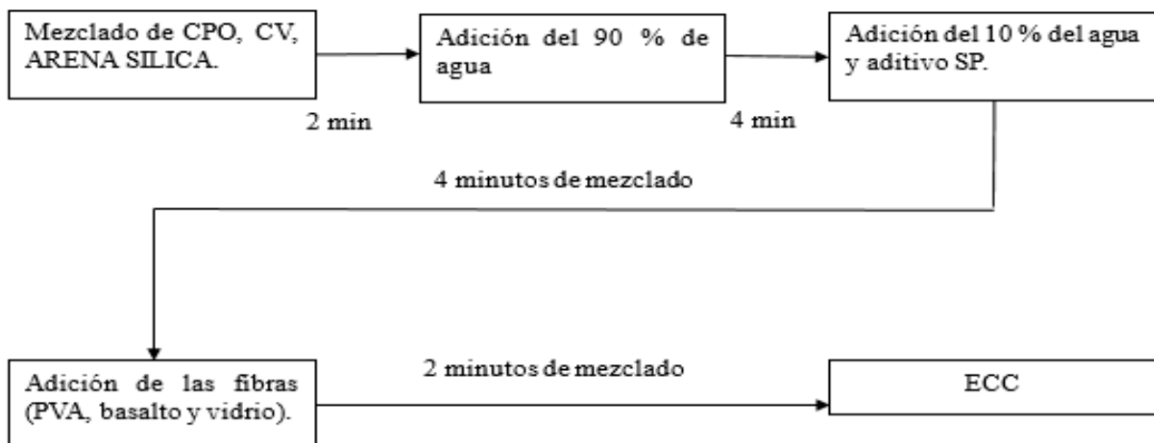 Mezclado de CPO, CV,
ARENA SILICA.
2 min
Adición del 90 % de
agua
4 min
Adición del 10 % del agua
y aditivo SP.
4 minutos de mezclado
Adición de las fibras
(PVA, basalto y vidrio).
2 minutos de mezclado
ECC